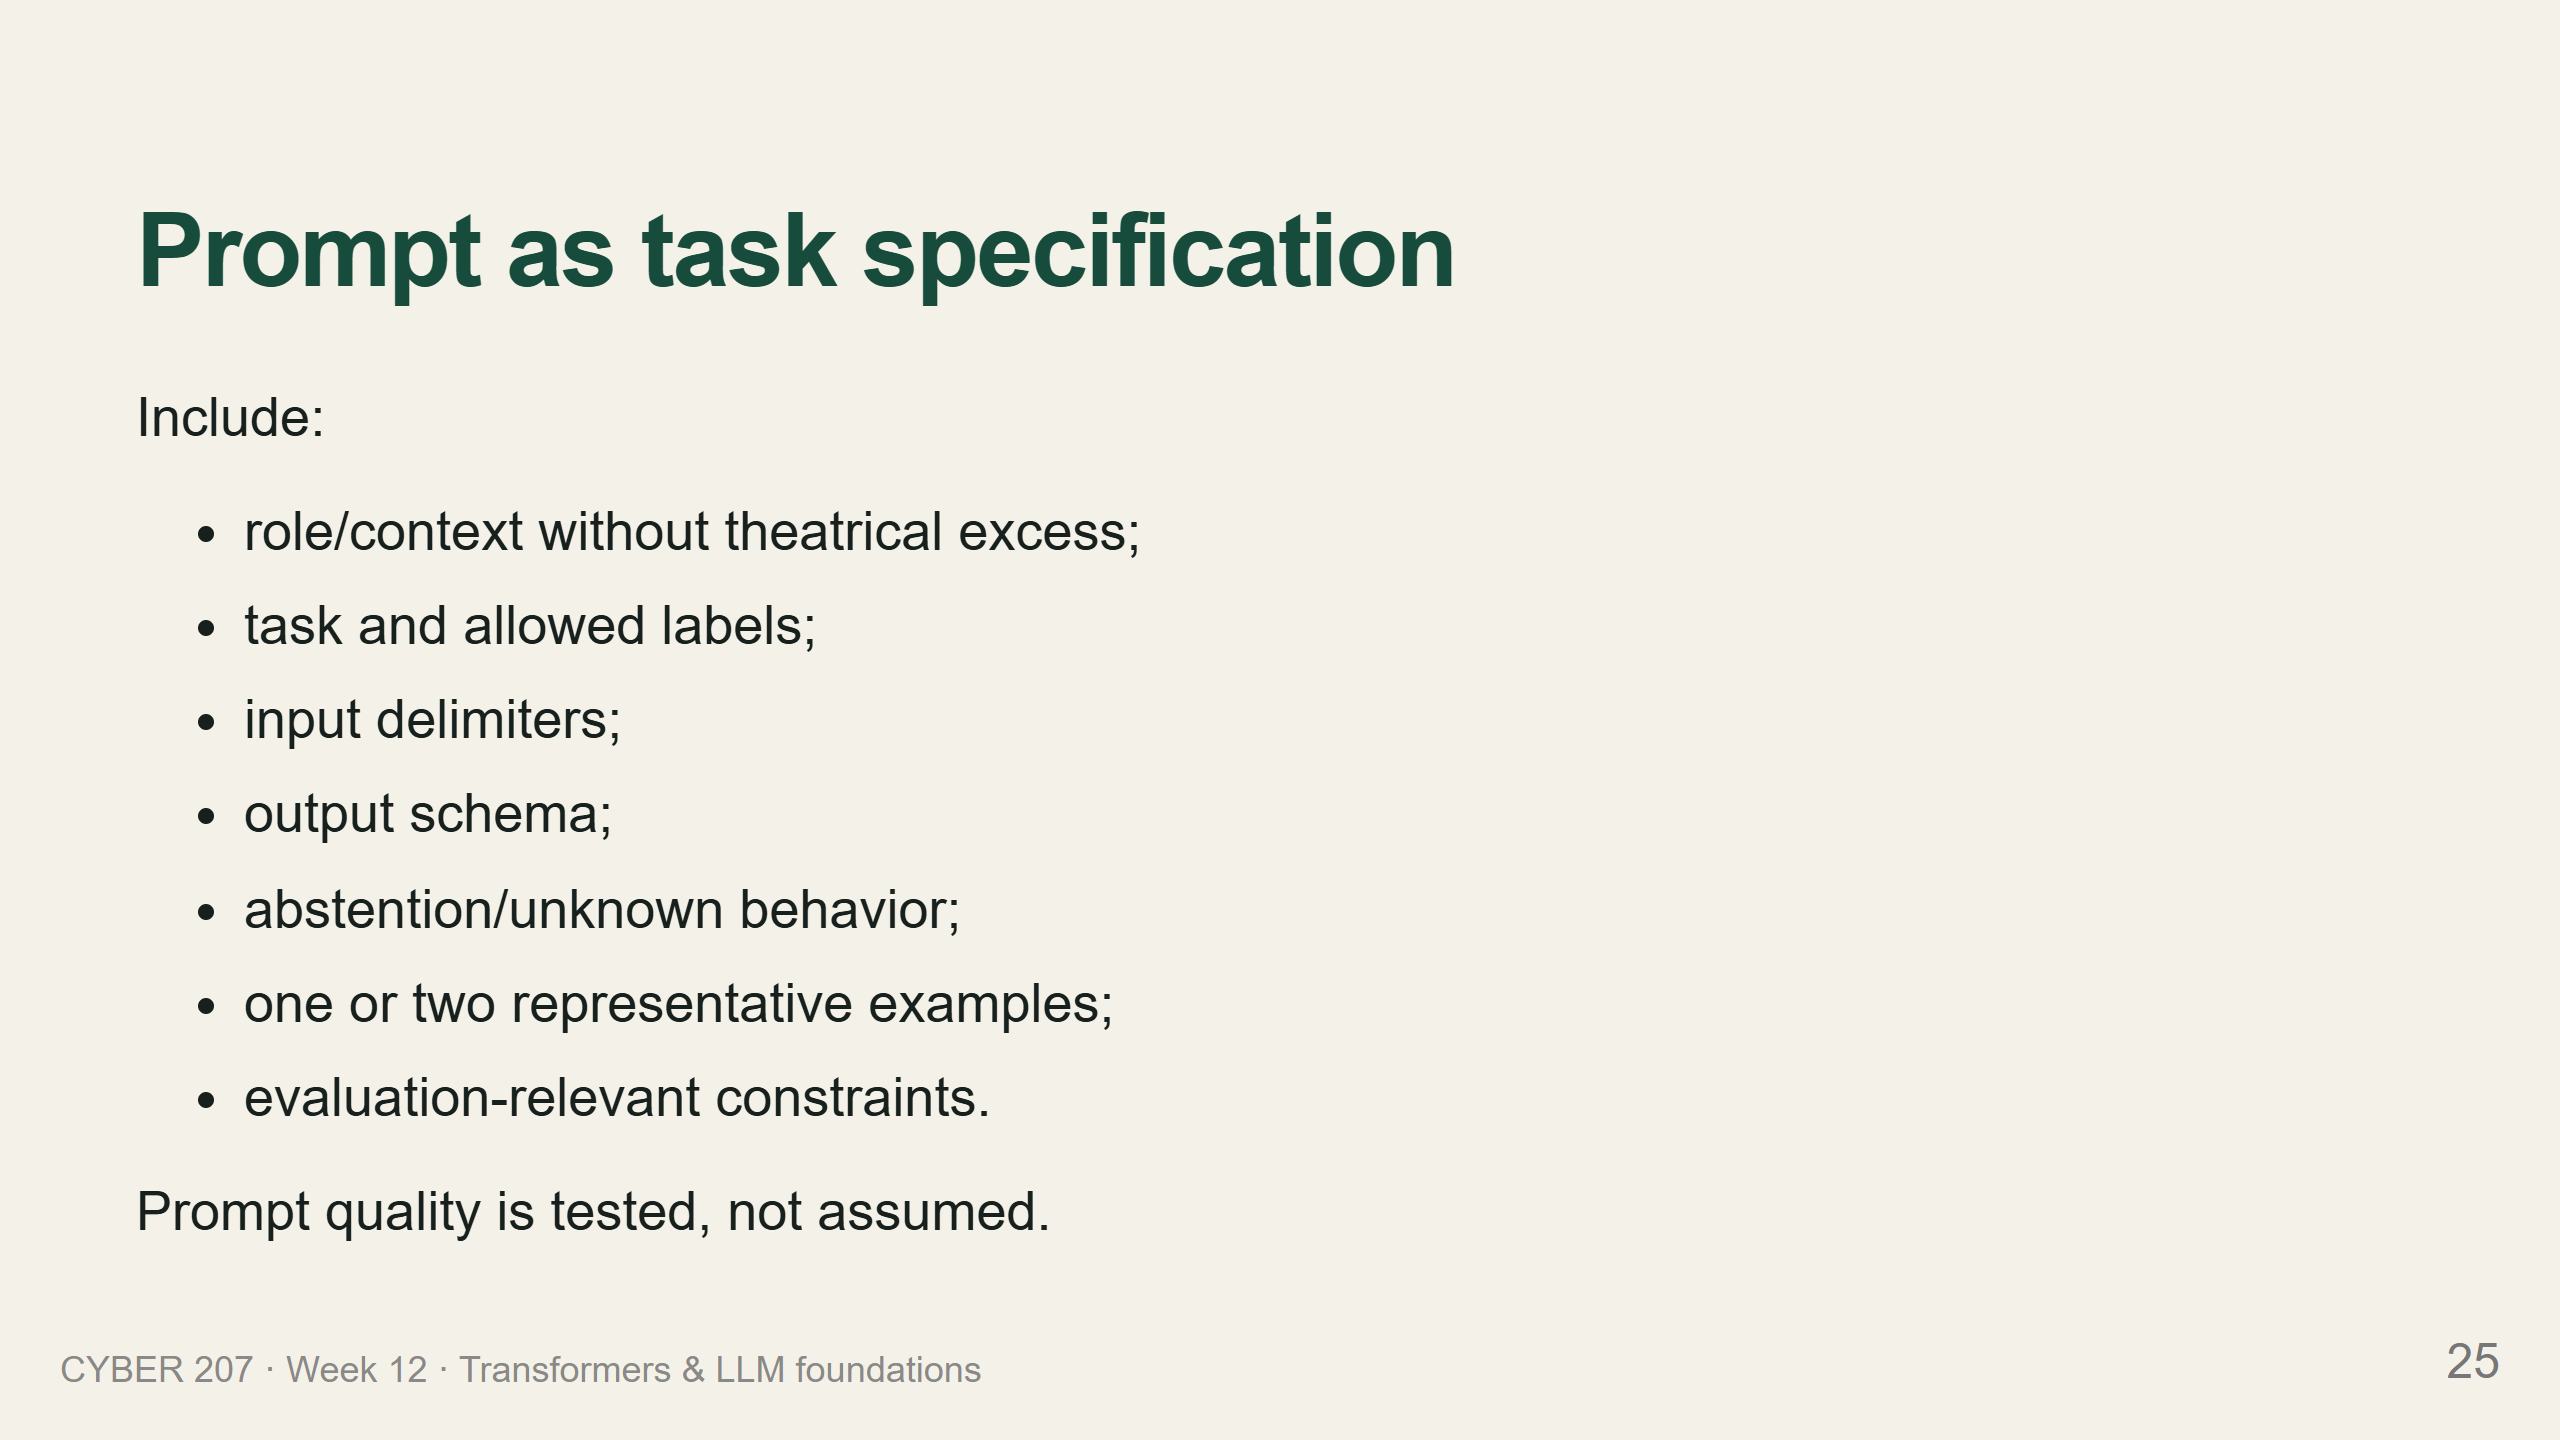 Prompt as task specification
Include:
• role/context without theatrical excess;
• task and allowed labels;
• input delimiters;
• output schema;
• abstention/unknown behavior;
• one or two representative examples;
• evaluation-relevant constraints.
Prompt quality is tested, not assumed.
CYBER 207 · Week 12 · Transformers & LLM foundations
25